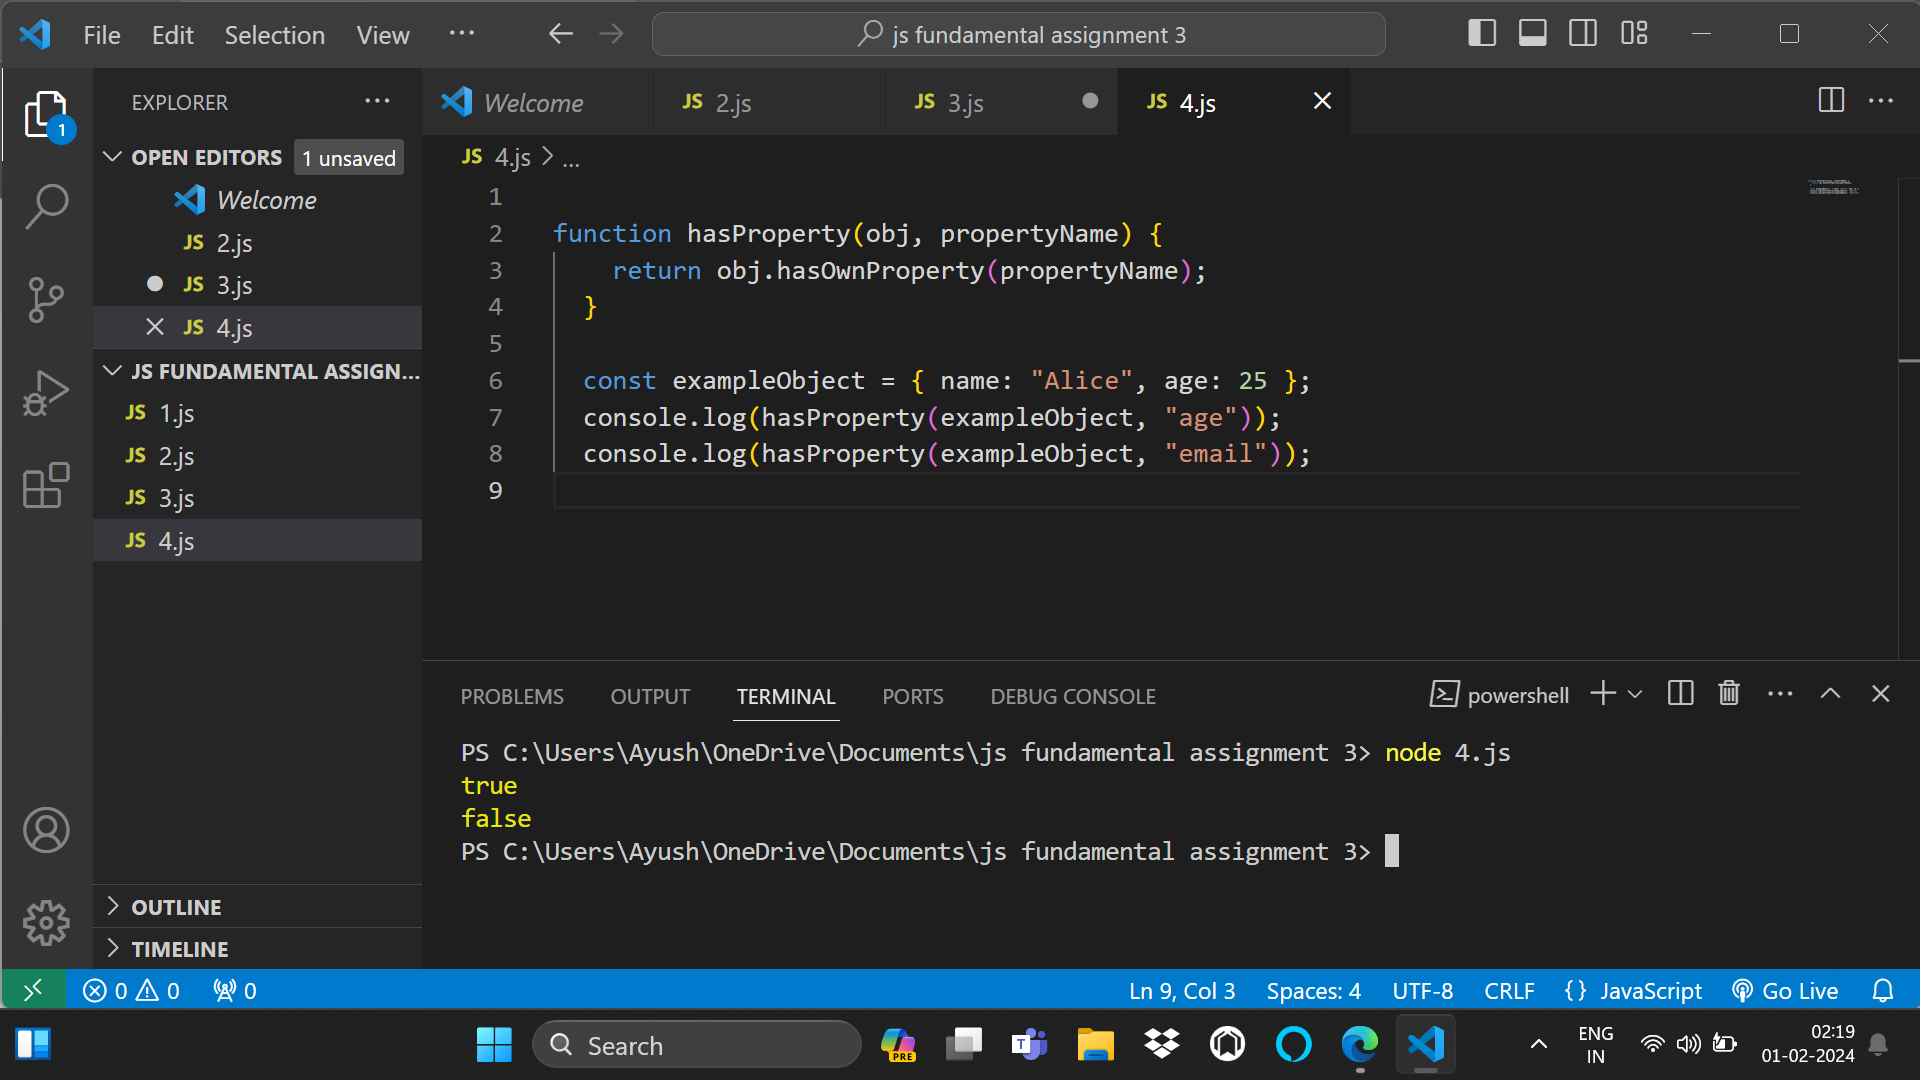 File Edit Selection View ...
js fundamental assignment 3
EXPLORER
OPEN EDITORS 1 unsaved
Welcome
JS 2.js
JS 3.js
JS 4.js
JS FUNDAMENTAL ASSIGN...
JS 1.js
JS 2.js
JS 3.js
JS 4.js
OUTLINE
TIMELINE
1
Welcome JS 2.js JS 3.js JS 4.js
JS 4.js > ...
1
2 function hasProperty(obj, propertyName) {
3 return obj.hasOwnProperty(propertyName);
4 }
5
6 const exampleObject = { name: "Alice", age: 25 };
7 console.log(hasProperty(exampleObject, "age"));
8 console.log(hasProperty(exampleObject, "email"));
9
PROBLEMS OUTPUT TERMINAL PORTS DEBUG CONSOLE powershell
PS C:\Users\Ayush\OneDrive\Documents\js fundamental assignment 3> node 4.js
true
false
PS C:\Users\Ayush\OneDrive\Documents\js fundamental assignment 3>
0 0 0 Ln 9, Col 3 Spaces: 4 UTF-8 CRLF {} JavaScript Go Live
Search
PRE
T
ENG
IN
02:19
01-02-2024